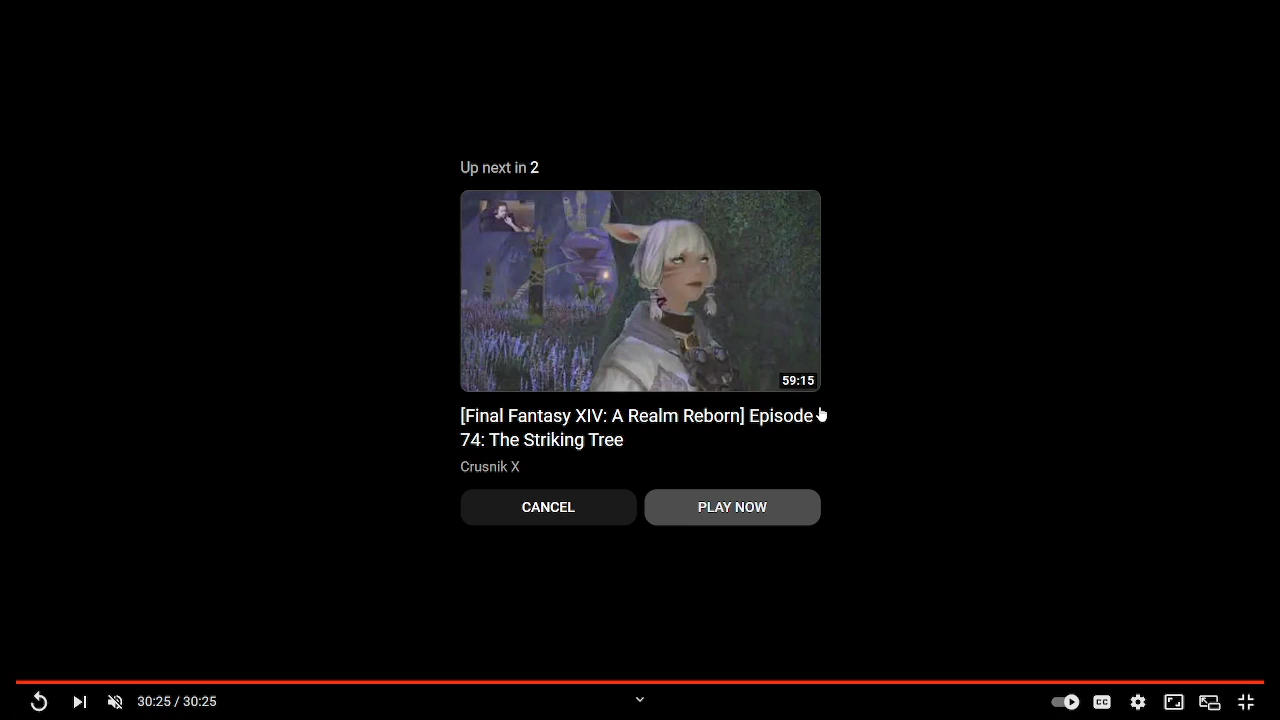 Up next in 2
59:15
[Final Fantasy XIV: A Realm Reborn] Episode
74: The Striking Tree
Crusnik X
CANCEL
PLAY NOW
30:25 / 30:25
CC